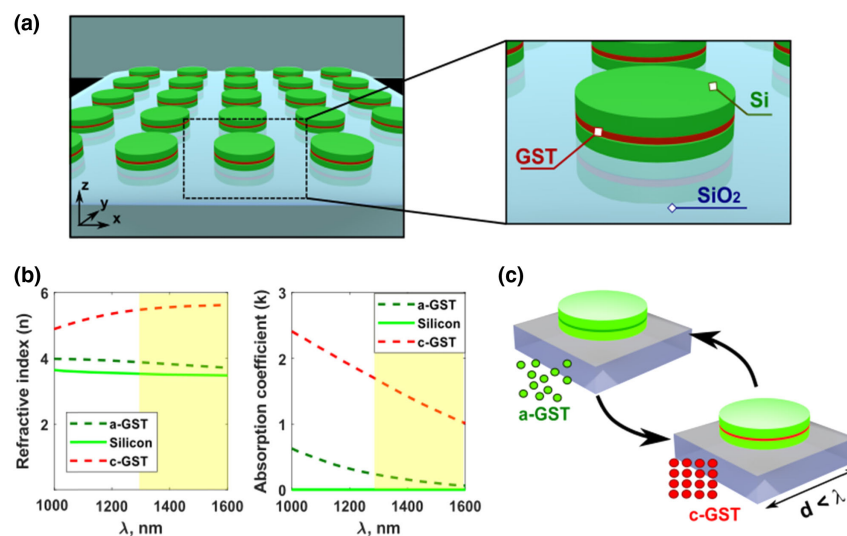 (a)
Si
GST
SiO2
z
y
x
(b)
Refractive index (n)
6
4
2
a-GST
Silicon
c-GST
1000
1200
1400
1600
λ, nm
Absorption coefficient (k)
3
2
1
0
a-GST
Silicon
c-GST
1000
1200
1400
1600
λ, nm
(c)
a-GST
c-GST
d < λ